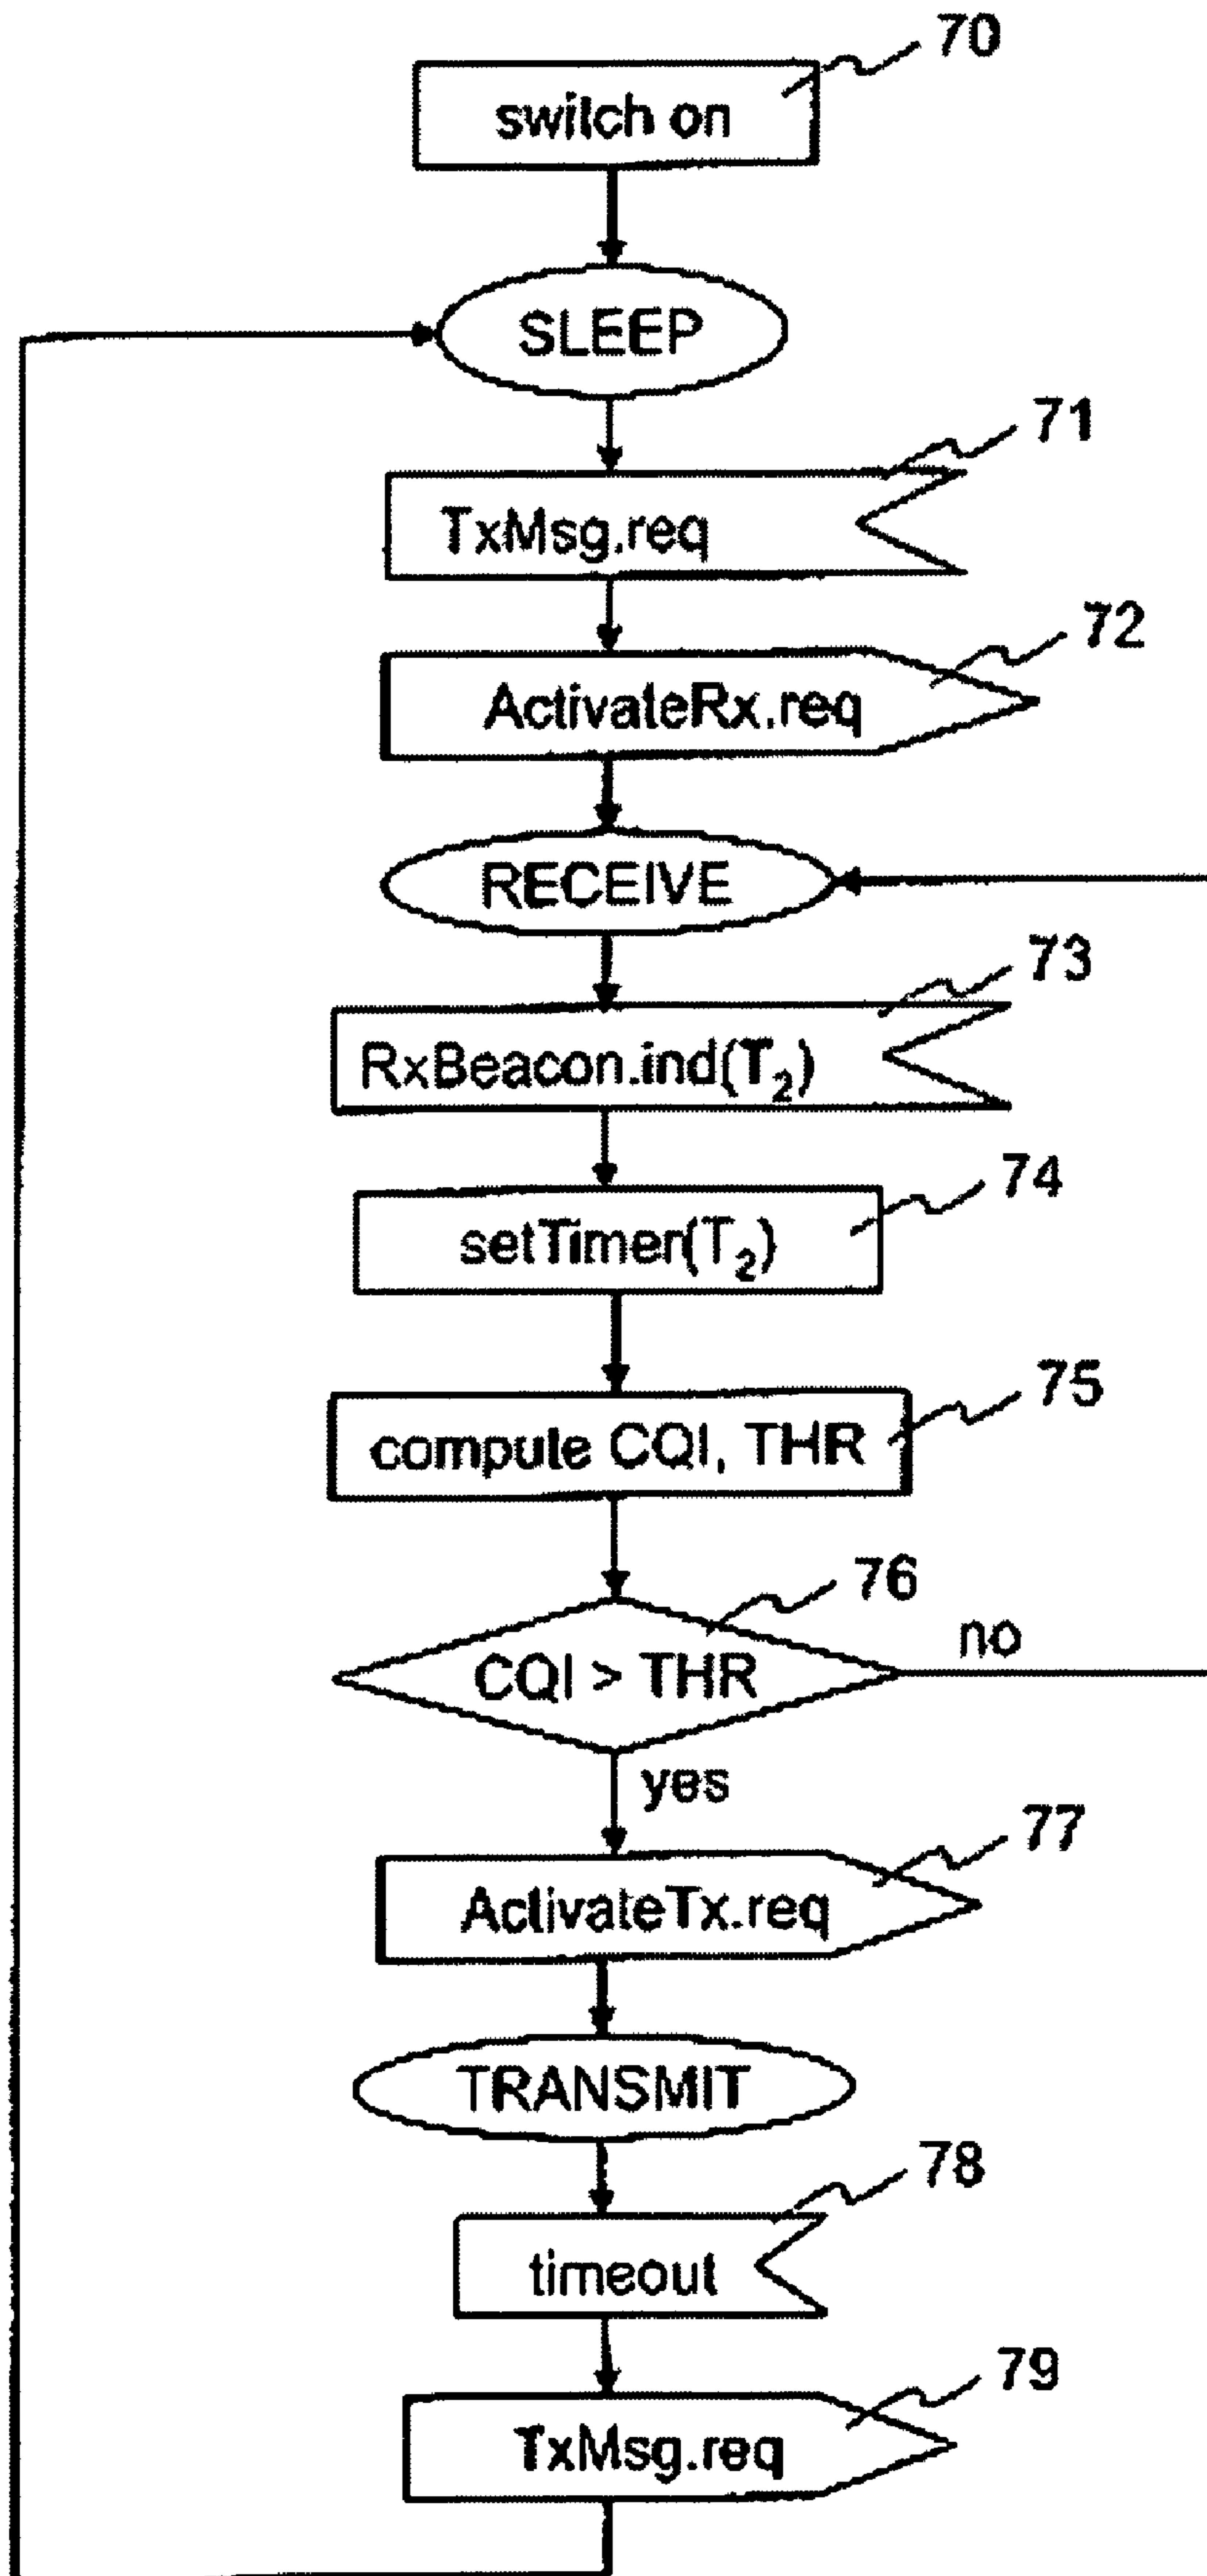 70
switch on
SLEEP
71
TxMsg.req
72
ActivateRx.req
RECEIVE
73
RxBeacon.ind(T₂)
74
setTimer(T₂)
75
compute CQI, THR
76
CQI > THR
no
yes
77
ActivateTx.req
TRANSMIT
78
timeout
79
TxMsg.req